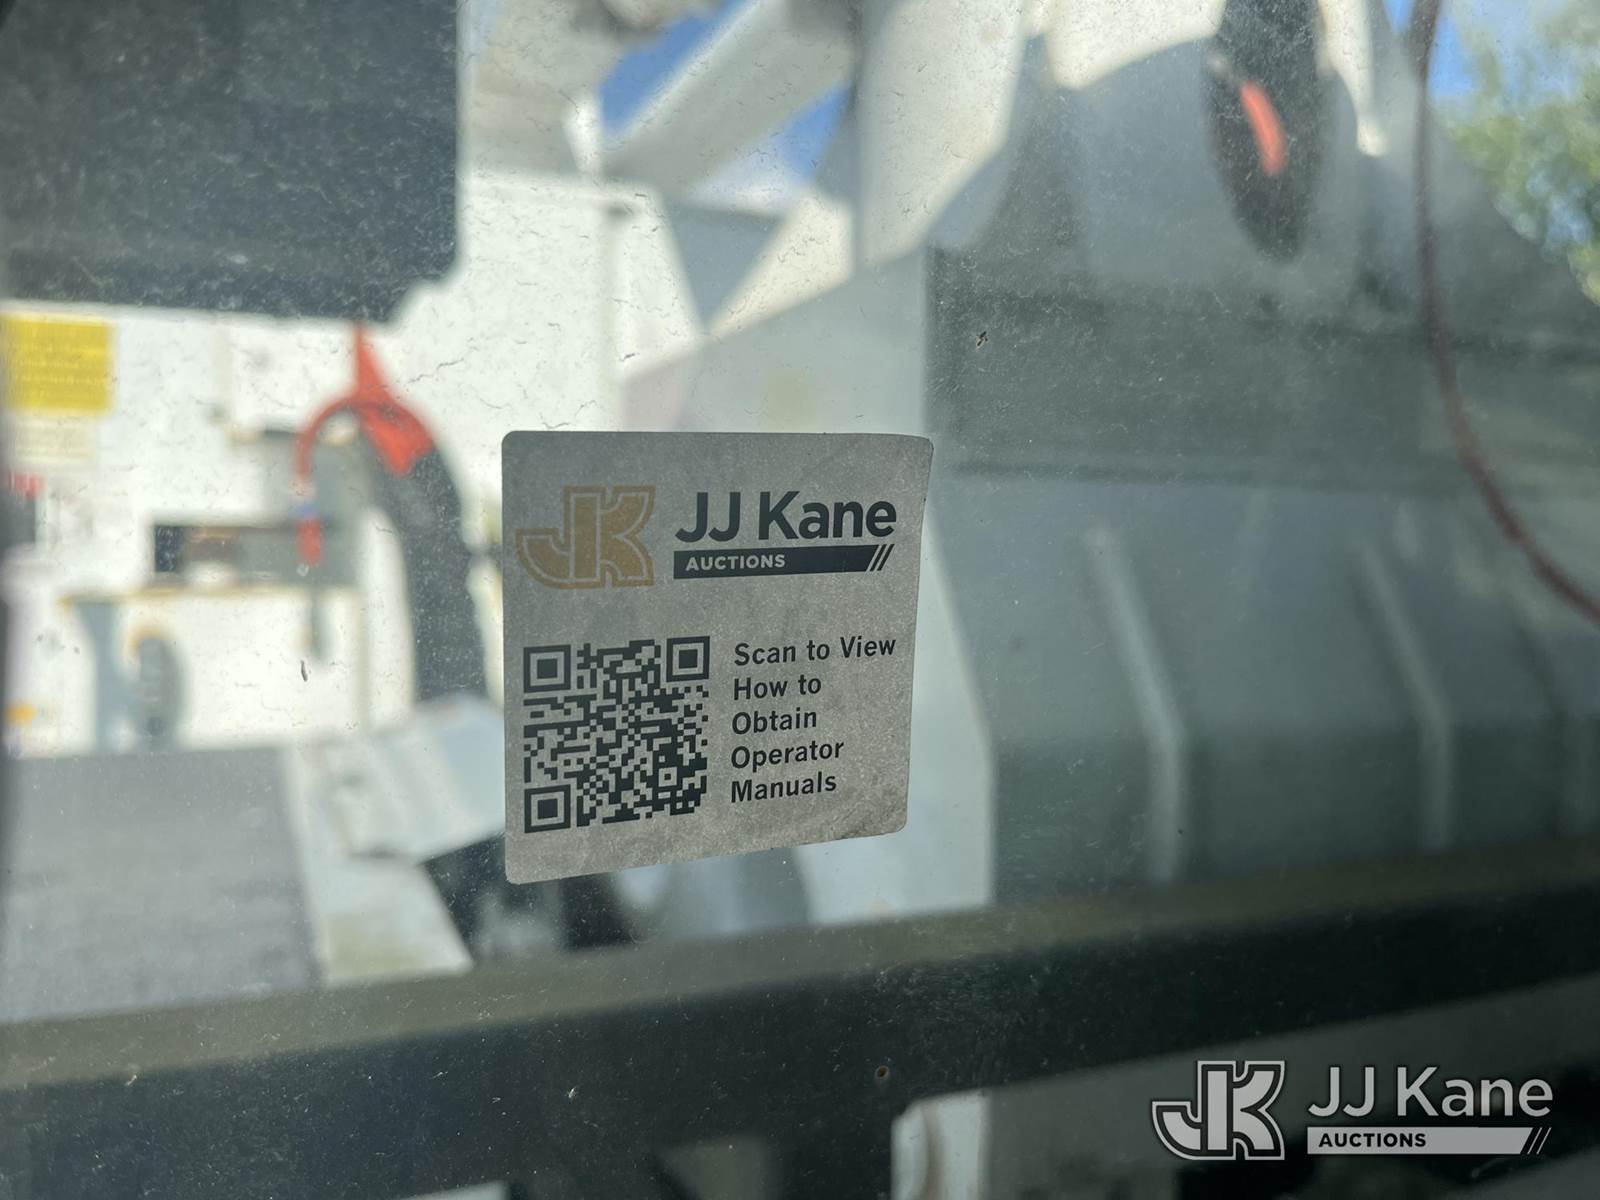 JK JJ Kane
AUCTIONS
Scan to View
How to
Obtain
Operator
Manuals
JK JJ Kane
AUCTIONS